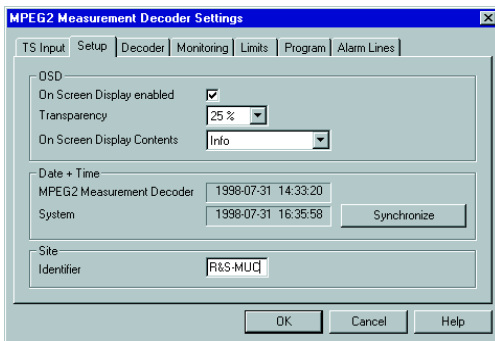 MPEG2 Measurement Decoder Settings
TS Input Setup Decoder Monitoring Limits Program Alarm Lines
OSD
On Screen Display enabled
Transparency 25 %
On Screen Display Contents Info
Date + Time
MPEG2 Measurement Decoder 1998-07-31 14:33:20
System 1998-07-31 16:35:58 Synchronize
Site
Identifier R&S-MUC
OK Cancel Help